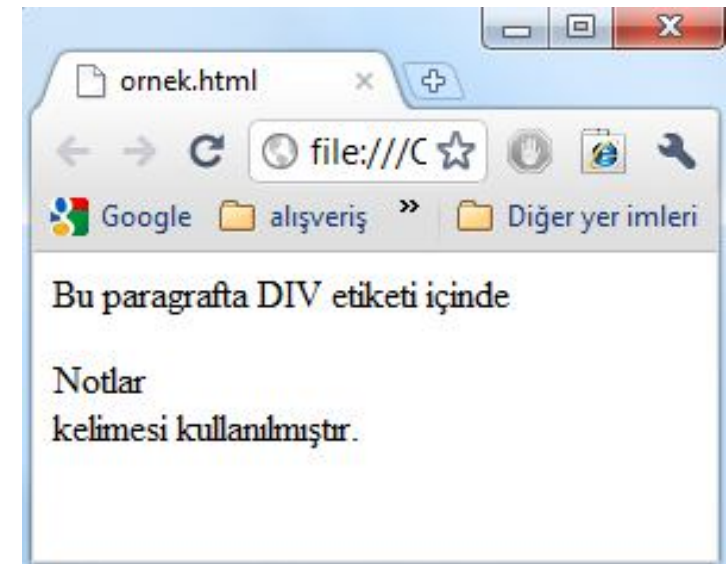 ornek.html
file:///C
Google alışveriş » Diğer yer imleri
Bu paragrafta DIV etiketi içinde
Notlar
kelimesi kullanılmıştır.